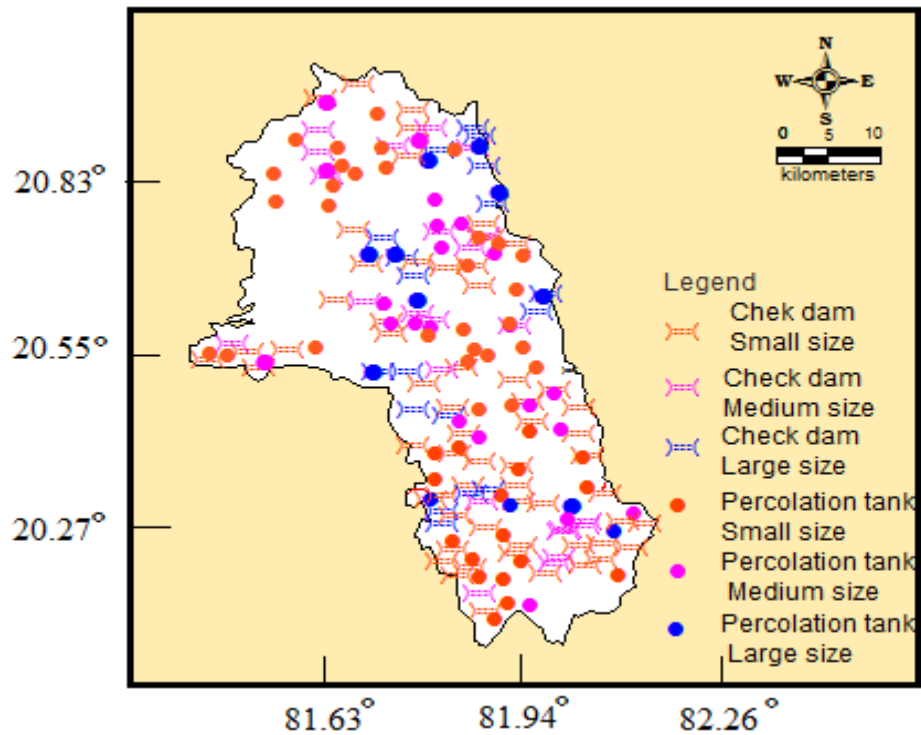 N
W E
S
0 5 10
kilometers
20.83°
20.55°
20.27°
Legend
Chek dam
Small size
Check dam
Medium size
Check dam
Large size
Percolation tank
Small size
Percolation tank
Medium size
Percolation tank
Large size
81.63° 81.94° 82.26°